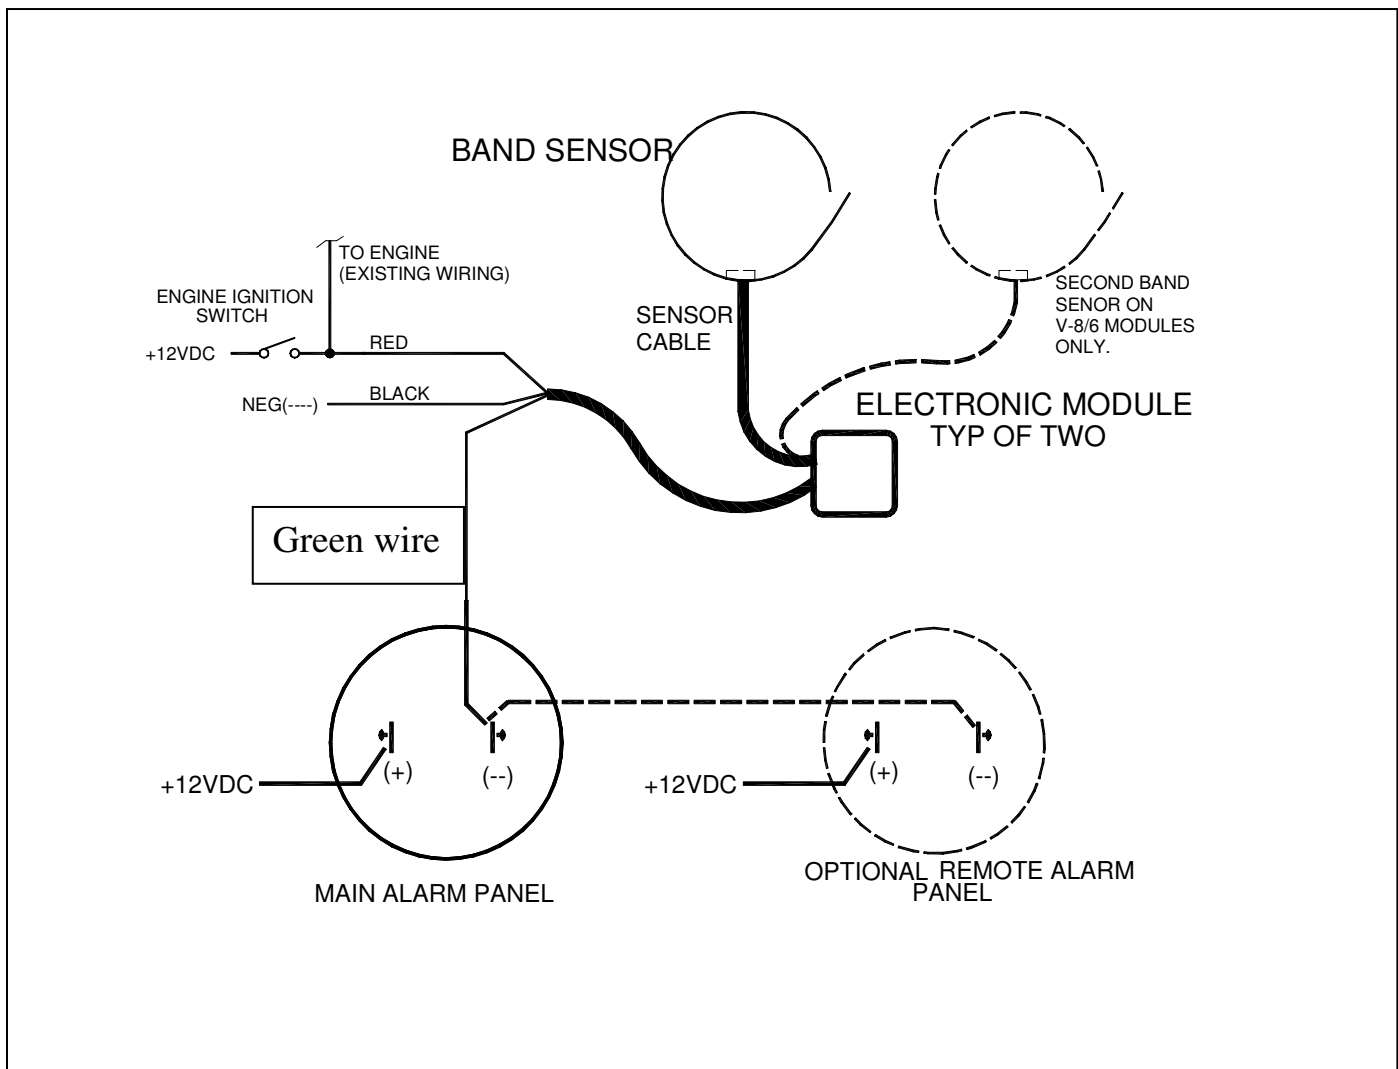 BAND SENSOR
TO ENGINE
(EXISTING WIRING)
ENGINE IGNITION
SWITCH
+12VDC
RED
NEG(----)
BLACK
SENSOR
CABLE
SECOND BAND
SENOR ON
V-8/6 MODULES
ONLY.
ELECTRONIC MODULE
TYP OF TWO
Green wire
+12VDC
(+)
(--)
MAIN ALARM PANEL
+12VDC
(+)
(--)
OPTIONAL REMOTE ALARM
PANEL